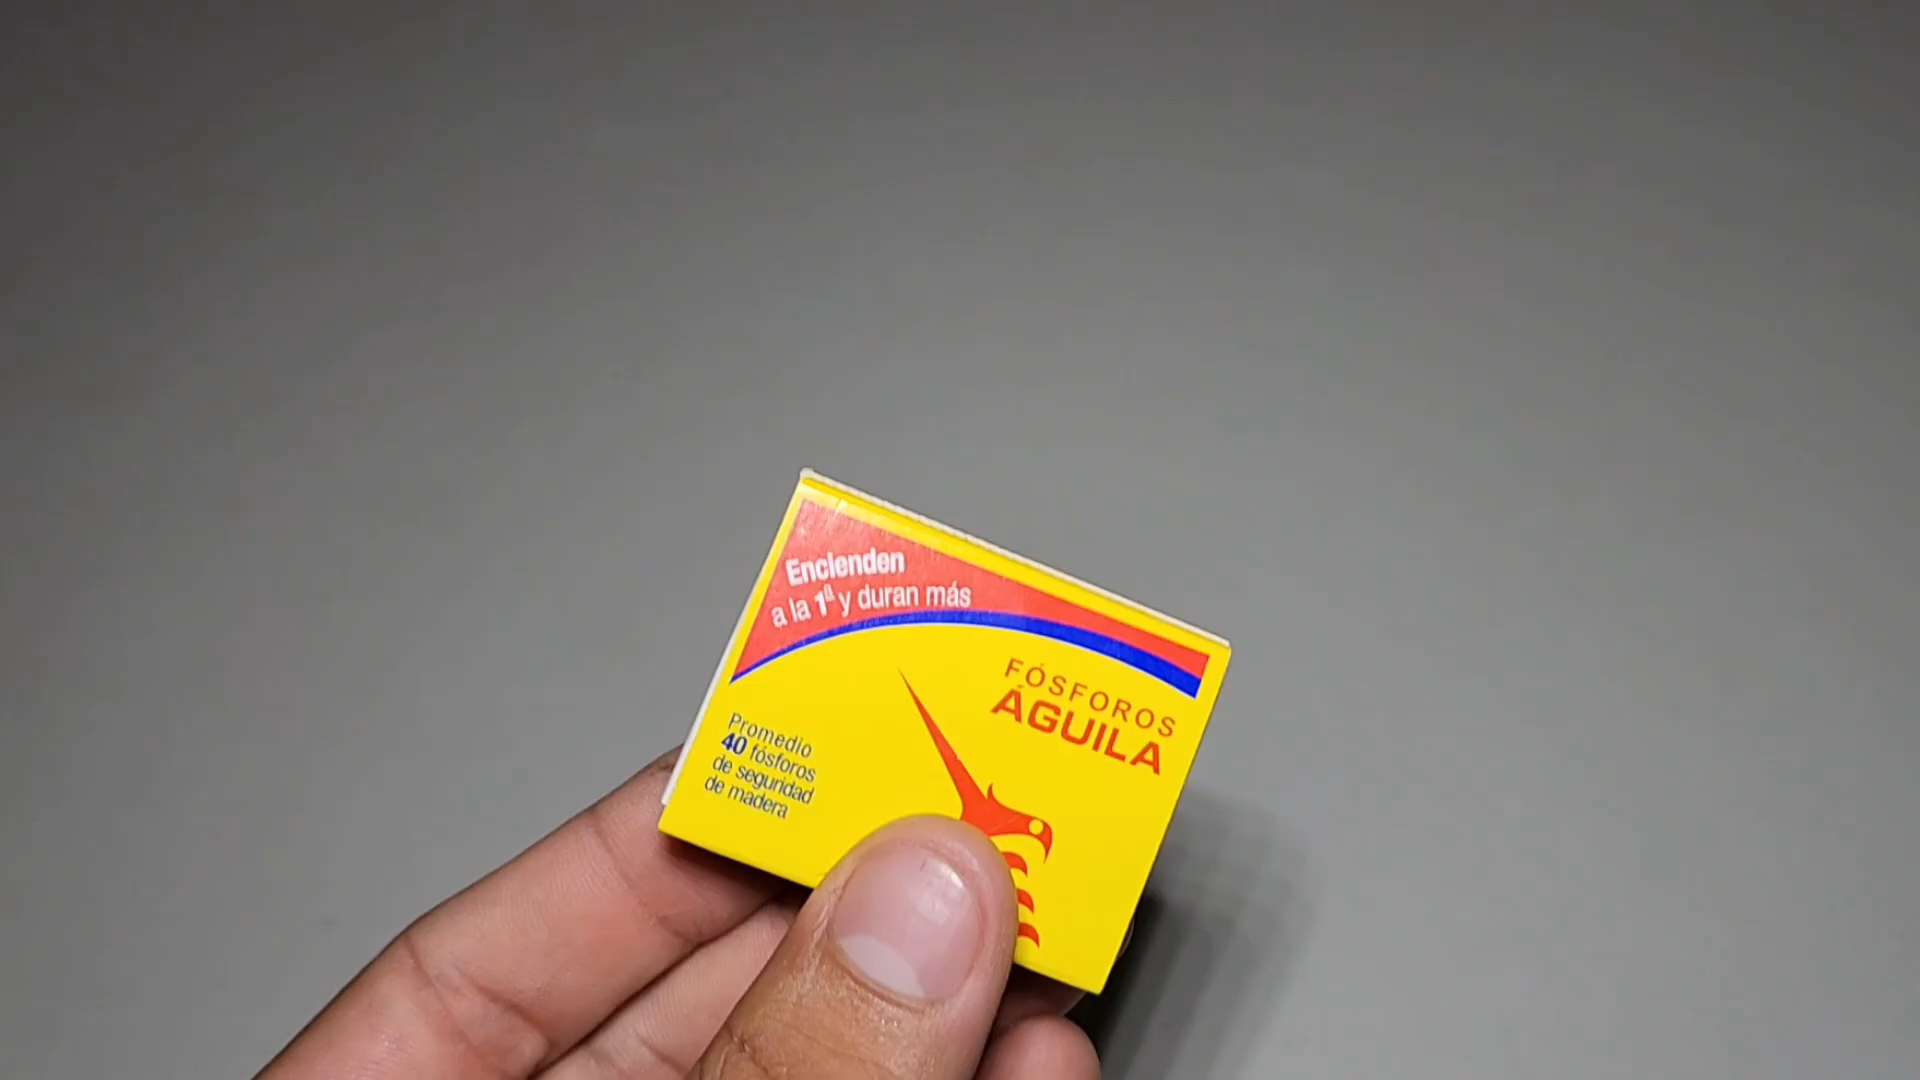 Encienden
a la 1ª y duran más
FÓSFOROS
ÁGUILA
Promedio
40 fósforos
de seguridad
de madera